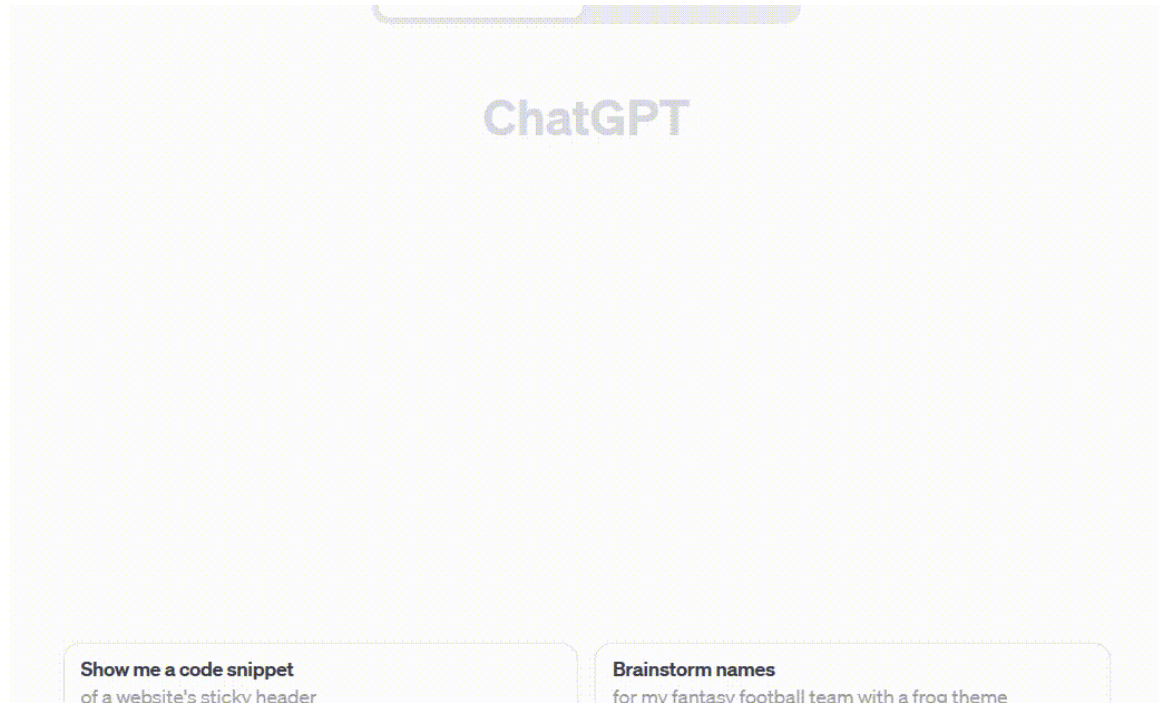 ChatGPT
Show me a code snippet
of a website's sticky header
Brainstorm names
for my fantasy football team with a frog theme